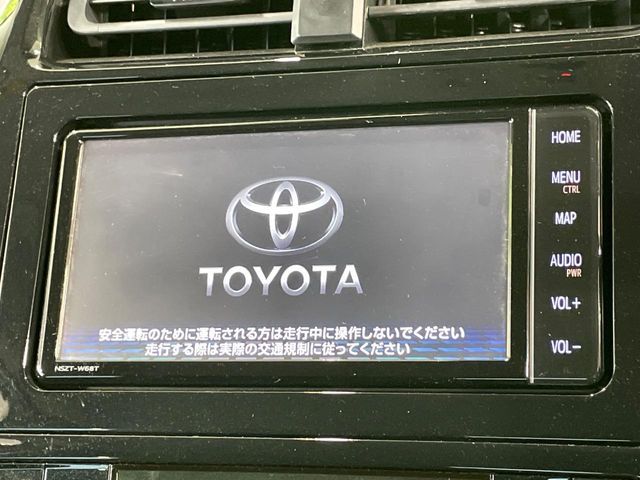 HOME
MENU
CTRL
MAP
AUDIO
PWR
VOL+
VOL-
TOYOTA
安全運転のために運転される方は走行中に操作しないでください
走行する際は実際の交通規制に従ってください
NSZT-W68T